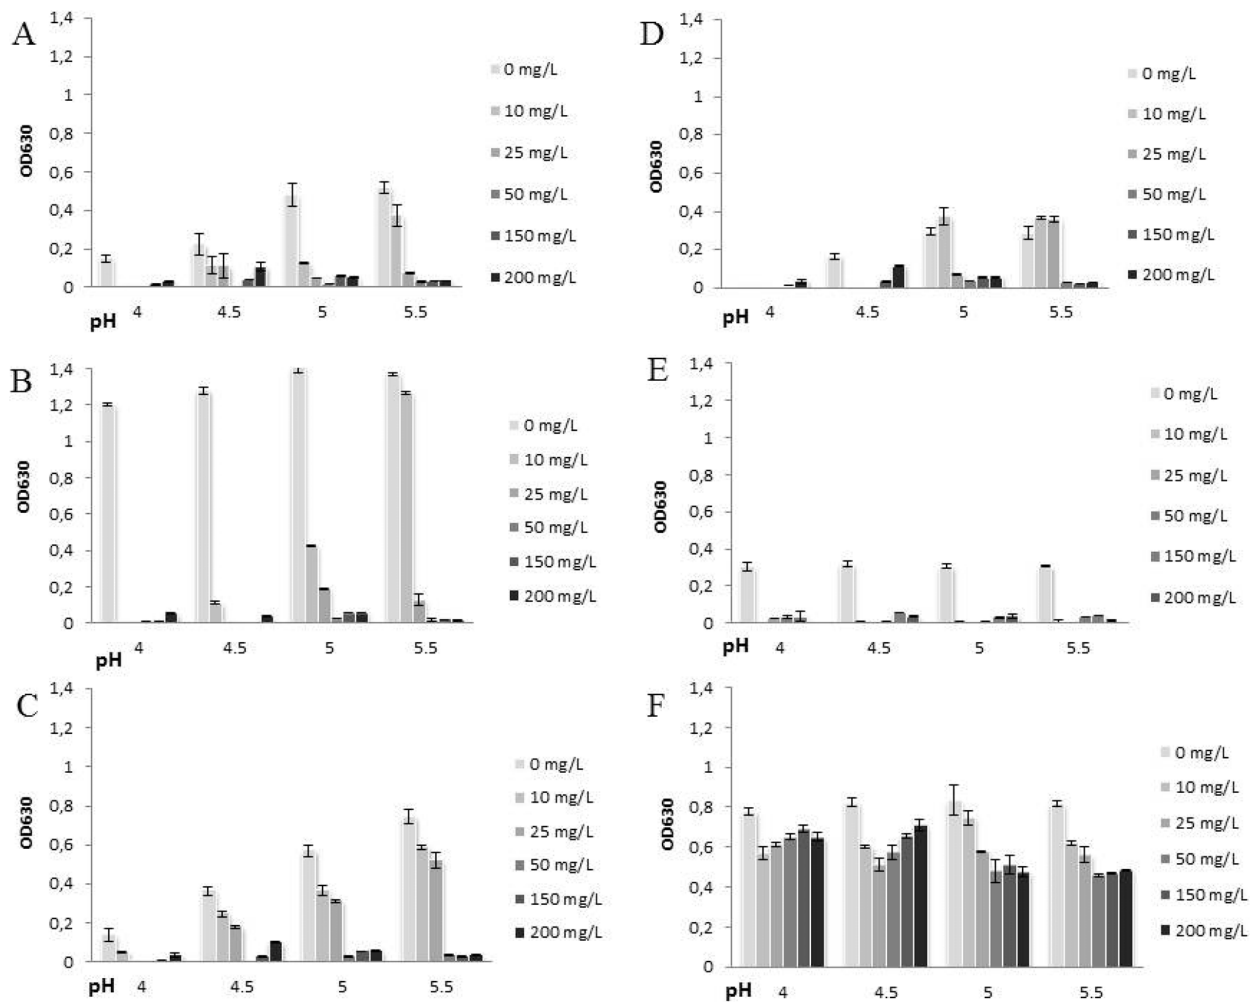 A
OD630
1,4
1,2
1
0,8
0,6
0,4
0,2
0
pH
4
4.5
5
5.5
0 mg/L
10 mg/L
25 mg/L
50 mg/L
150 mg/L
200 mg/L
D
OD630
1,4
1,2
1
0,8
0,6
0,4
0,2
0
pH
4
4.5
5
5.5
0 mg/L
10 mg/L
25 mg/L
50 mg/L
150 mg/L
200 mg/L
B
OD630
1,4
1,2
1
0,8
0,6
0,4
0,2
0
pH
4
4.5
5
5.5
0 mg/L
10 mg/L
25 mg/L
50 mg/L
150 mg/L
200 mg/L
E
OD630
1,4
1,2
1
0,8
0,6
0,4
0,2
0
pH
4
4.5
5
5.5
0 mg/L
10 mg/L
25 mg/L
50 mg/L
150 mg/L
200 mg/L
C
OD630
1,4
1,2
1
0,8
0,6
0,4
0,2
0
pH
4
4.5
5
5.5
0 mg/L
10 mg/L
25 mg/L
50 mg/L
150 mg/L
200 mg/L
F
OD630
1,4
1,2
1
0,8
0,6
0,4
0,2
0
pH
4
4.5
5
5.5
0 mg/L
10 mg/L
25 mg/L
50 mg/L
150 mg/L
200 mg/L